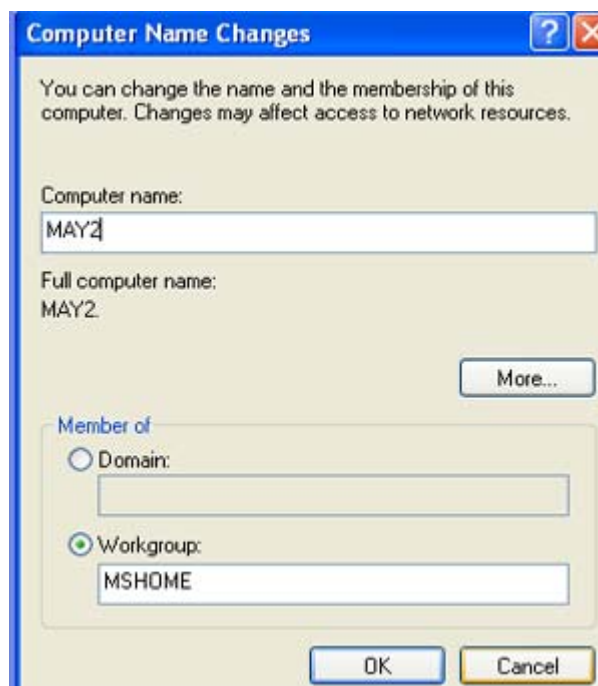 Computer Name Changes
You can change the name and the membership of this
computer. Changes may affect access to network resources.
Computer name:
MAY2
Full computer name:
MAY2.
More...
Member of
Domain:
Workgroup:
MSHOME
OK
Cancel